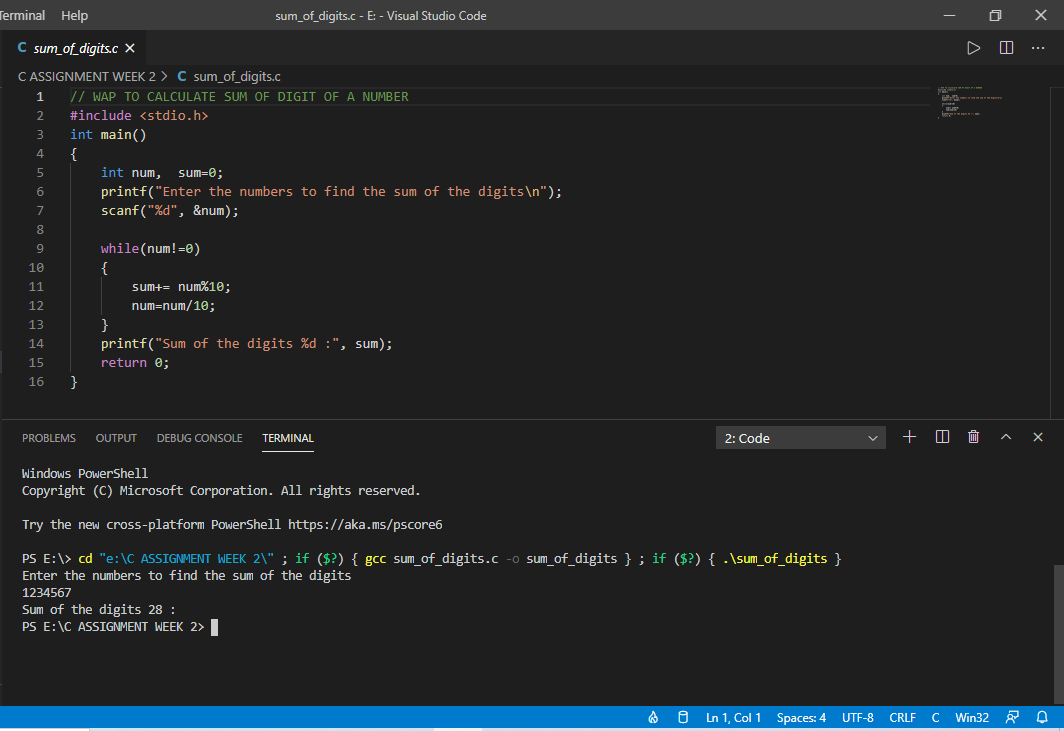 Terminal Help sum_of_digits.c - E: - Visual Studio Code
C sum_of_digits.c
C ASSIGNMENT WEEK 2 > C sum_of_digits.c
1 // WAP TO CALCULATE SUM OF DIGIT OF A NUMBER
2 #include <stdio.h>
3 int main()
4 {
5 int num,  sum=0;
6 printf("Enter the numbers to find the sum of the digits\n");
7 scanf("%d", &num);
8
9 while(num!=0)
10 {
11 sum+= num%10;
12 num=num/10;
13 }
14 printf("Sum of the digits %d :", sum);
15 return 0;
16 }
PROBLEMS OUTPUT DEBUG CONSOLE TERMINAL 2: Code
Windows PowerShell
Copyright (C) Microsoft Corporation. All rights reserved.
Try the new cross-platform PowerShell https://aka.ms/pscore6
PS E:\> cd "e:\C ASSIGNMENT WEEK 2\" ; if ($?) { gcc sum_of_digits.c -o sum_of_digits } ; if ($?) { .\sum_of_digits }
Enter the numbers to find the sum of the digits
1234567
Sum of the digits 28 :
PS E:\C ASSIGNMENT WEEK 2>
Ln 1, Col 1 Spaces: 4 UTF-8 CRLF C Win32